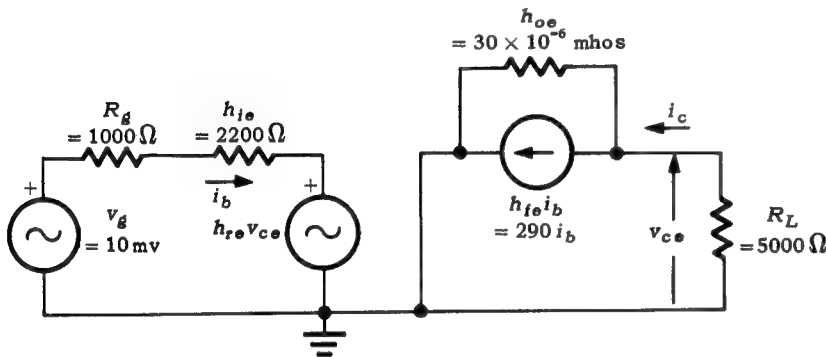 h_oe
= 30 × 10⁻⁶ mhos
R_g
= 1000 Ω
h_ie
= 2200 Ω
i_c
+
+
i_b
v_g
= 10 mv
h_re v_ce
h_fe i_b
= 290 i_b
v_ce
R_L
= 5000 Ω